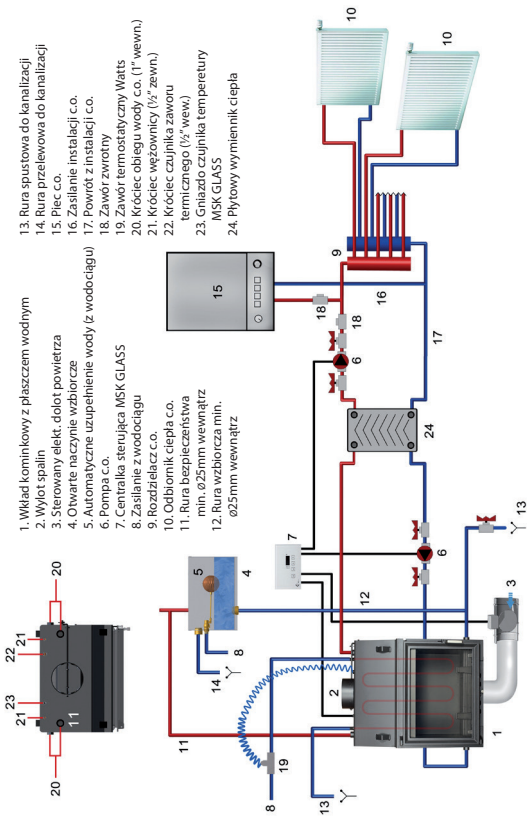 1. Wkład kominkowy z płaszczem wodnym
2. Wylot spalin
3. Sterowany elekt. dolot powietrza
4. Otwarte naczynie wzbiorcze
5. Automatyczne uzupełnienie wody (z wodociągu)
6. Pompa c.o.
7. Centralka sterująca MSK GLASS
8. Zasilanie z wodociągu
9. Rozdzielacz c.o.
10. Odbiornik ciepła c.o.
11. Rura bezpieczeństwa
min. Ø25mm wewnątrz
12. Rura wzbiorcza min.
Ø25mm wewnątrz
13. Rura spustowa do kanalizacji
14. Rura przelewowa do kanalizacji
15. Piec c.o.
16. Zasilanie instalacji c.o.
17. Powrót z instalacji c.o.
18. Zawór zwrotny
19. Zawór termostatyczny Watts
20. Króciec obiegu wody c.o. (1” wewn.)
21. Króciec wężownicy (½” zewn.)
22. Króciec czujnika zaworu
termicznego (½” wew.)
23. Gniazdo czujnika temperetury
MSK GLASS
24. Płytowy wymiennik ciepła
20
21
23
22
21
20
11
11
14
8
5
4
7
15
10
10
9
18
18
16
17
6
24
12
6
13
3
2
19
8
13
1